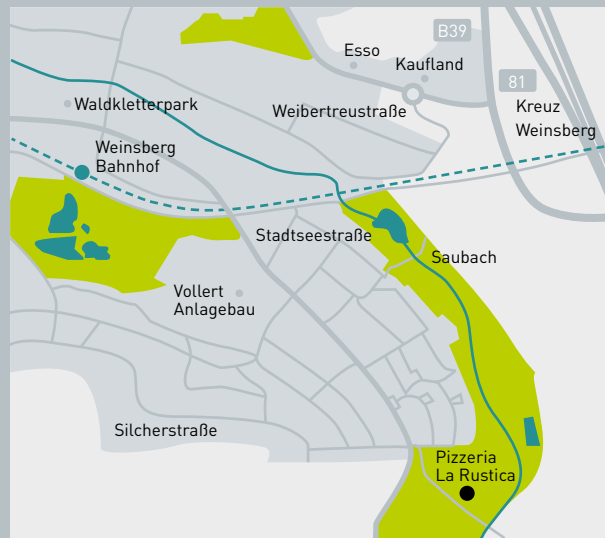 B39
Esso
Kaufland
81
Waldkletterpark
Weibertreustraße
Kreuz
Weinsberg
Weinsberg
Bahnhof
Stadtseestraße
Saubach
Vollert
Anlagebau
Silcherstraße
Pizzeria
La Rustica